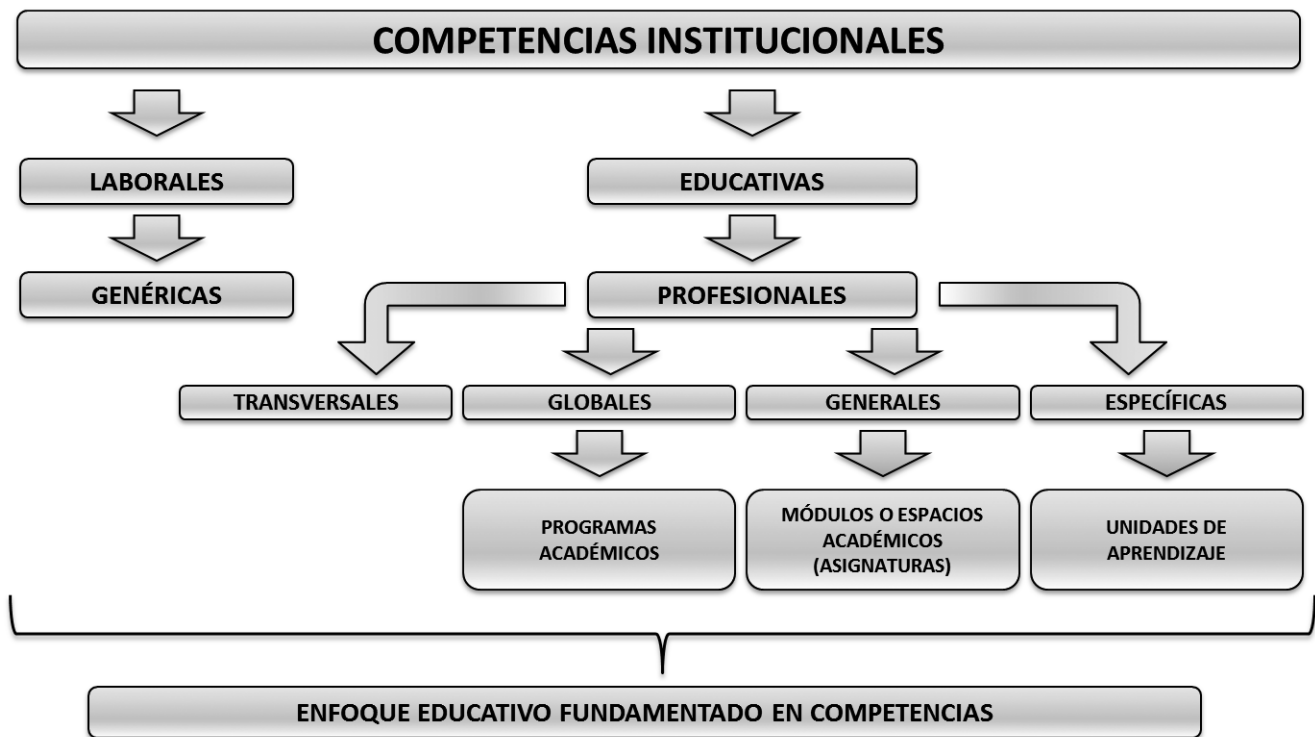 COMPETENCIAS INSTITUCIONALES
LABORALES
EDUCATIVAS
GENÉRICAS
PROFESIONALES
TRANSVERSALES
GLOBALES
GENERALES
ESPECÍFICAS
PROGRAMAS
ACADÉMICOS
MÓDULOS O ESPACIOS
ACADÉMICOS
(ASIGNATURAS)
UNIDADES DE
APRENDIZAJE
ENFOQUE EDUCATIVO FUNDAMENTADO EN COMPETENCIAS